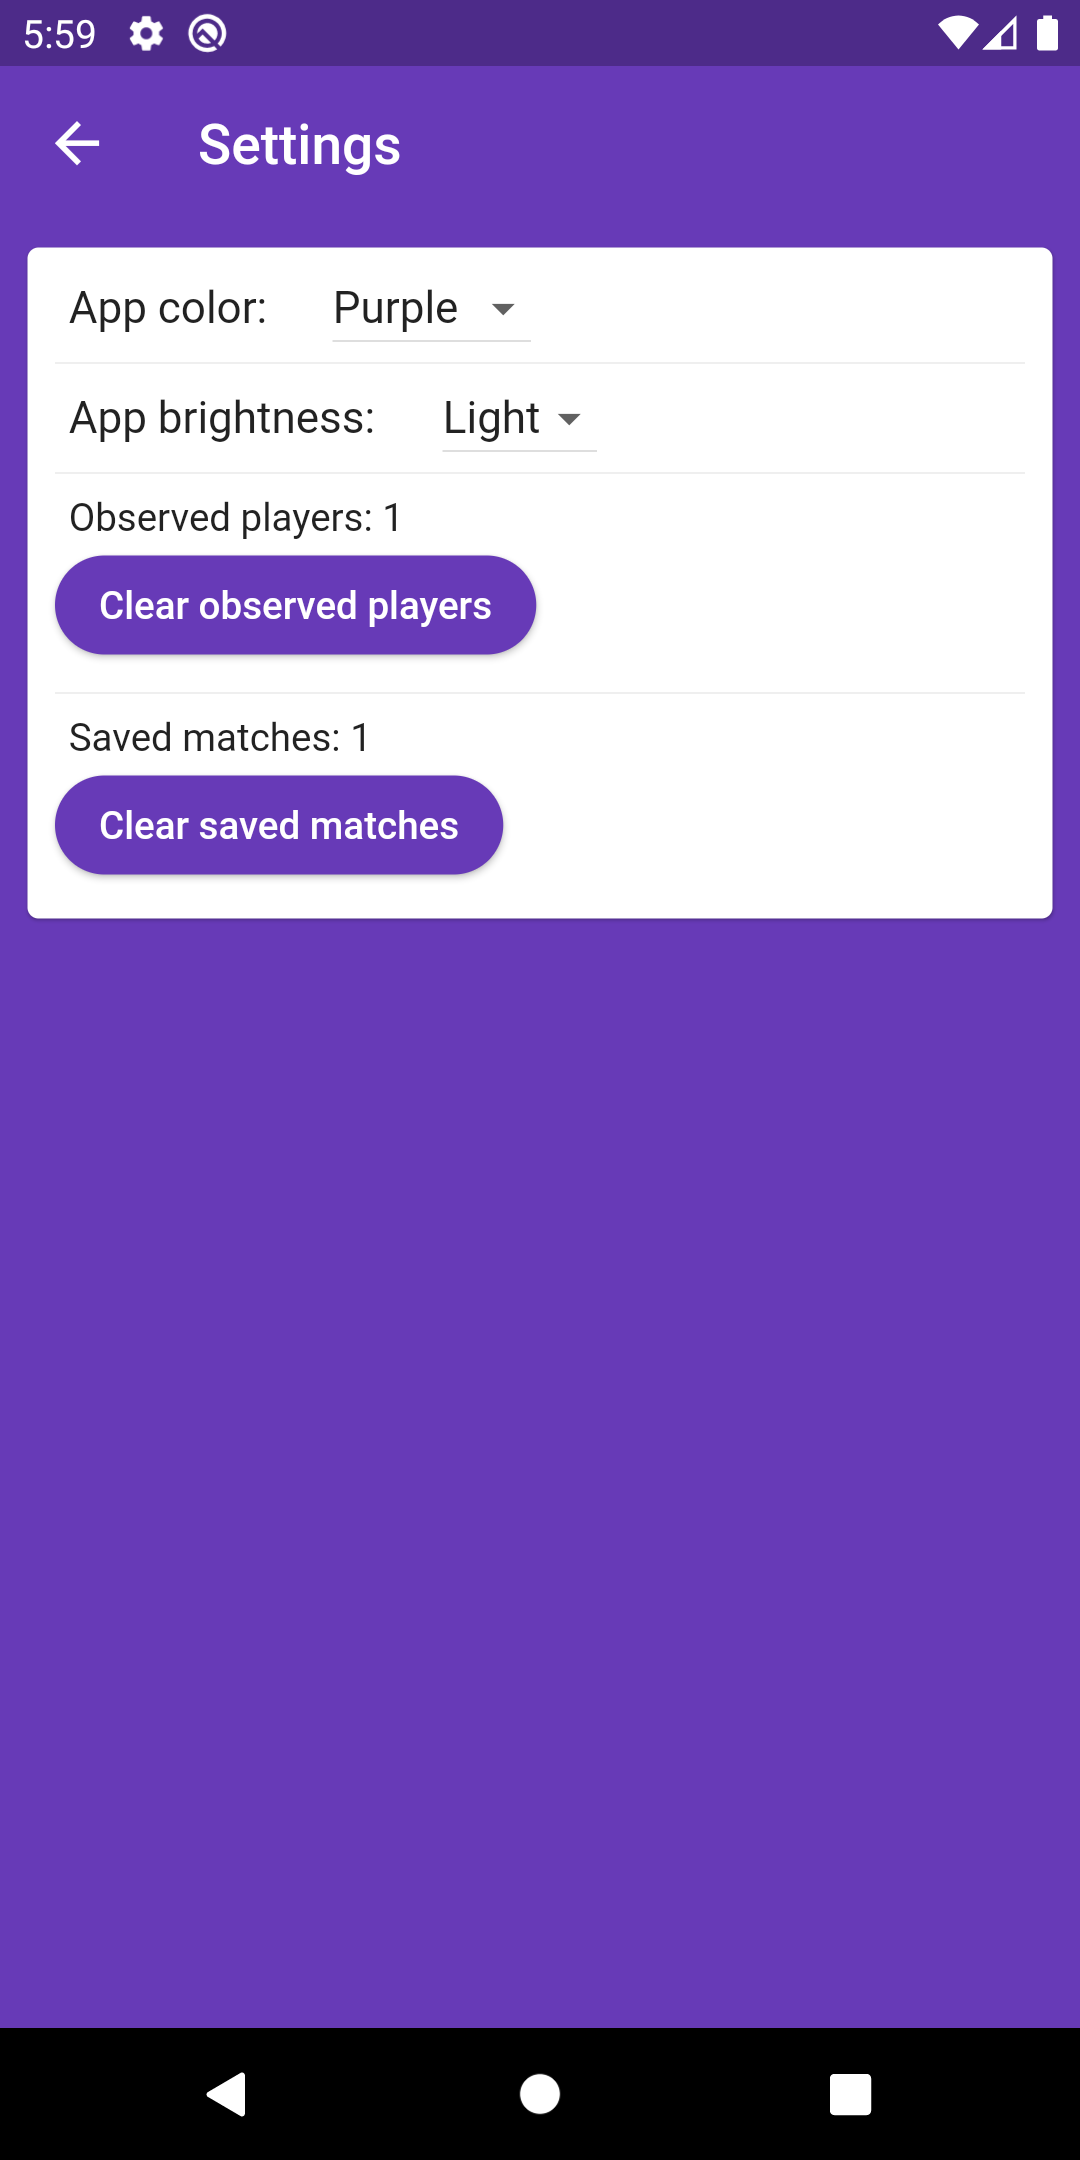 5:59
Settings
App color: Purple
App brightness: Light
Observed players: 1
Clear observed players
Saved matches: 1
Clear saved matches